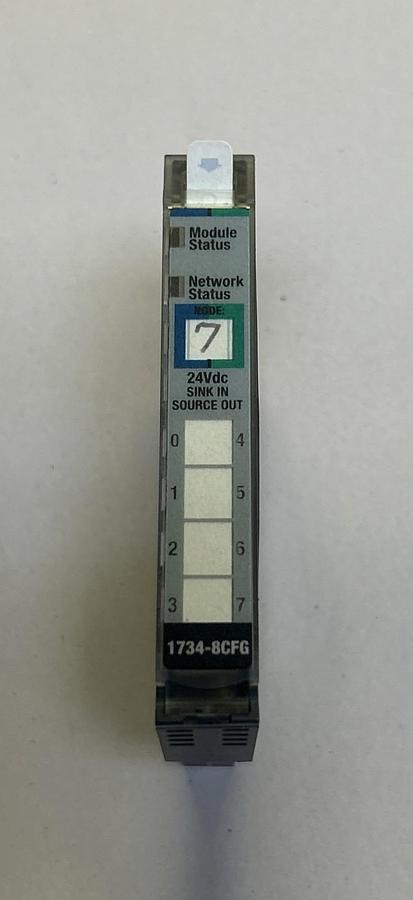 Module
Status
Network
Status
NODE:
7
24Vdc
SINK IN
SOURCE OUT
0 4
1 5
2 6
3 7
1734-8CFG